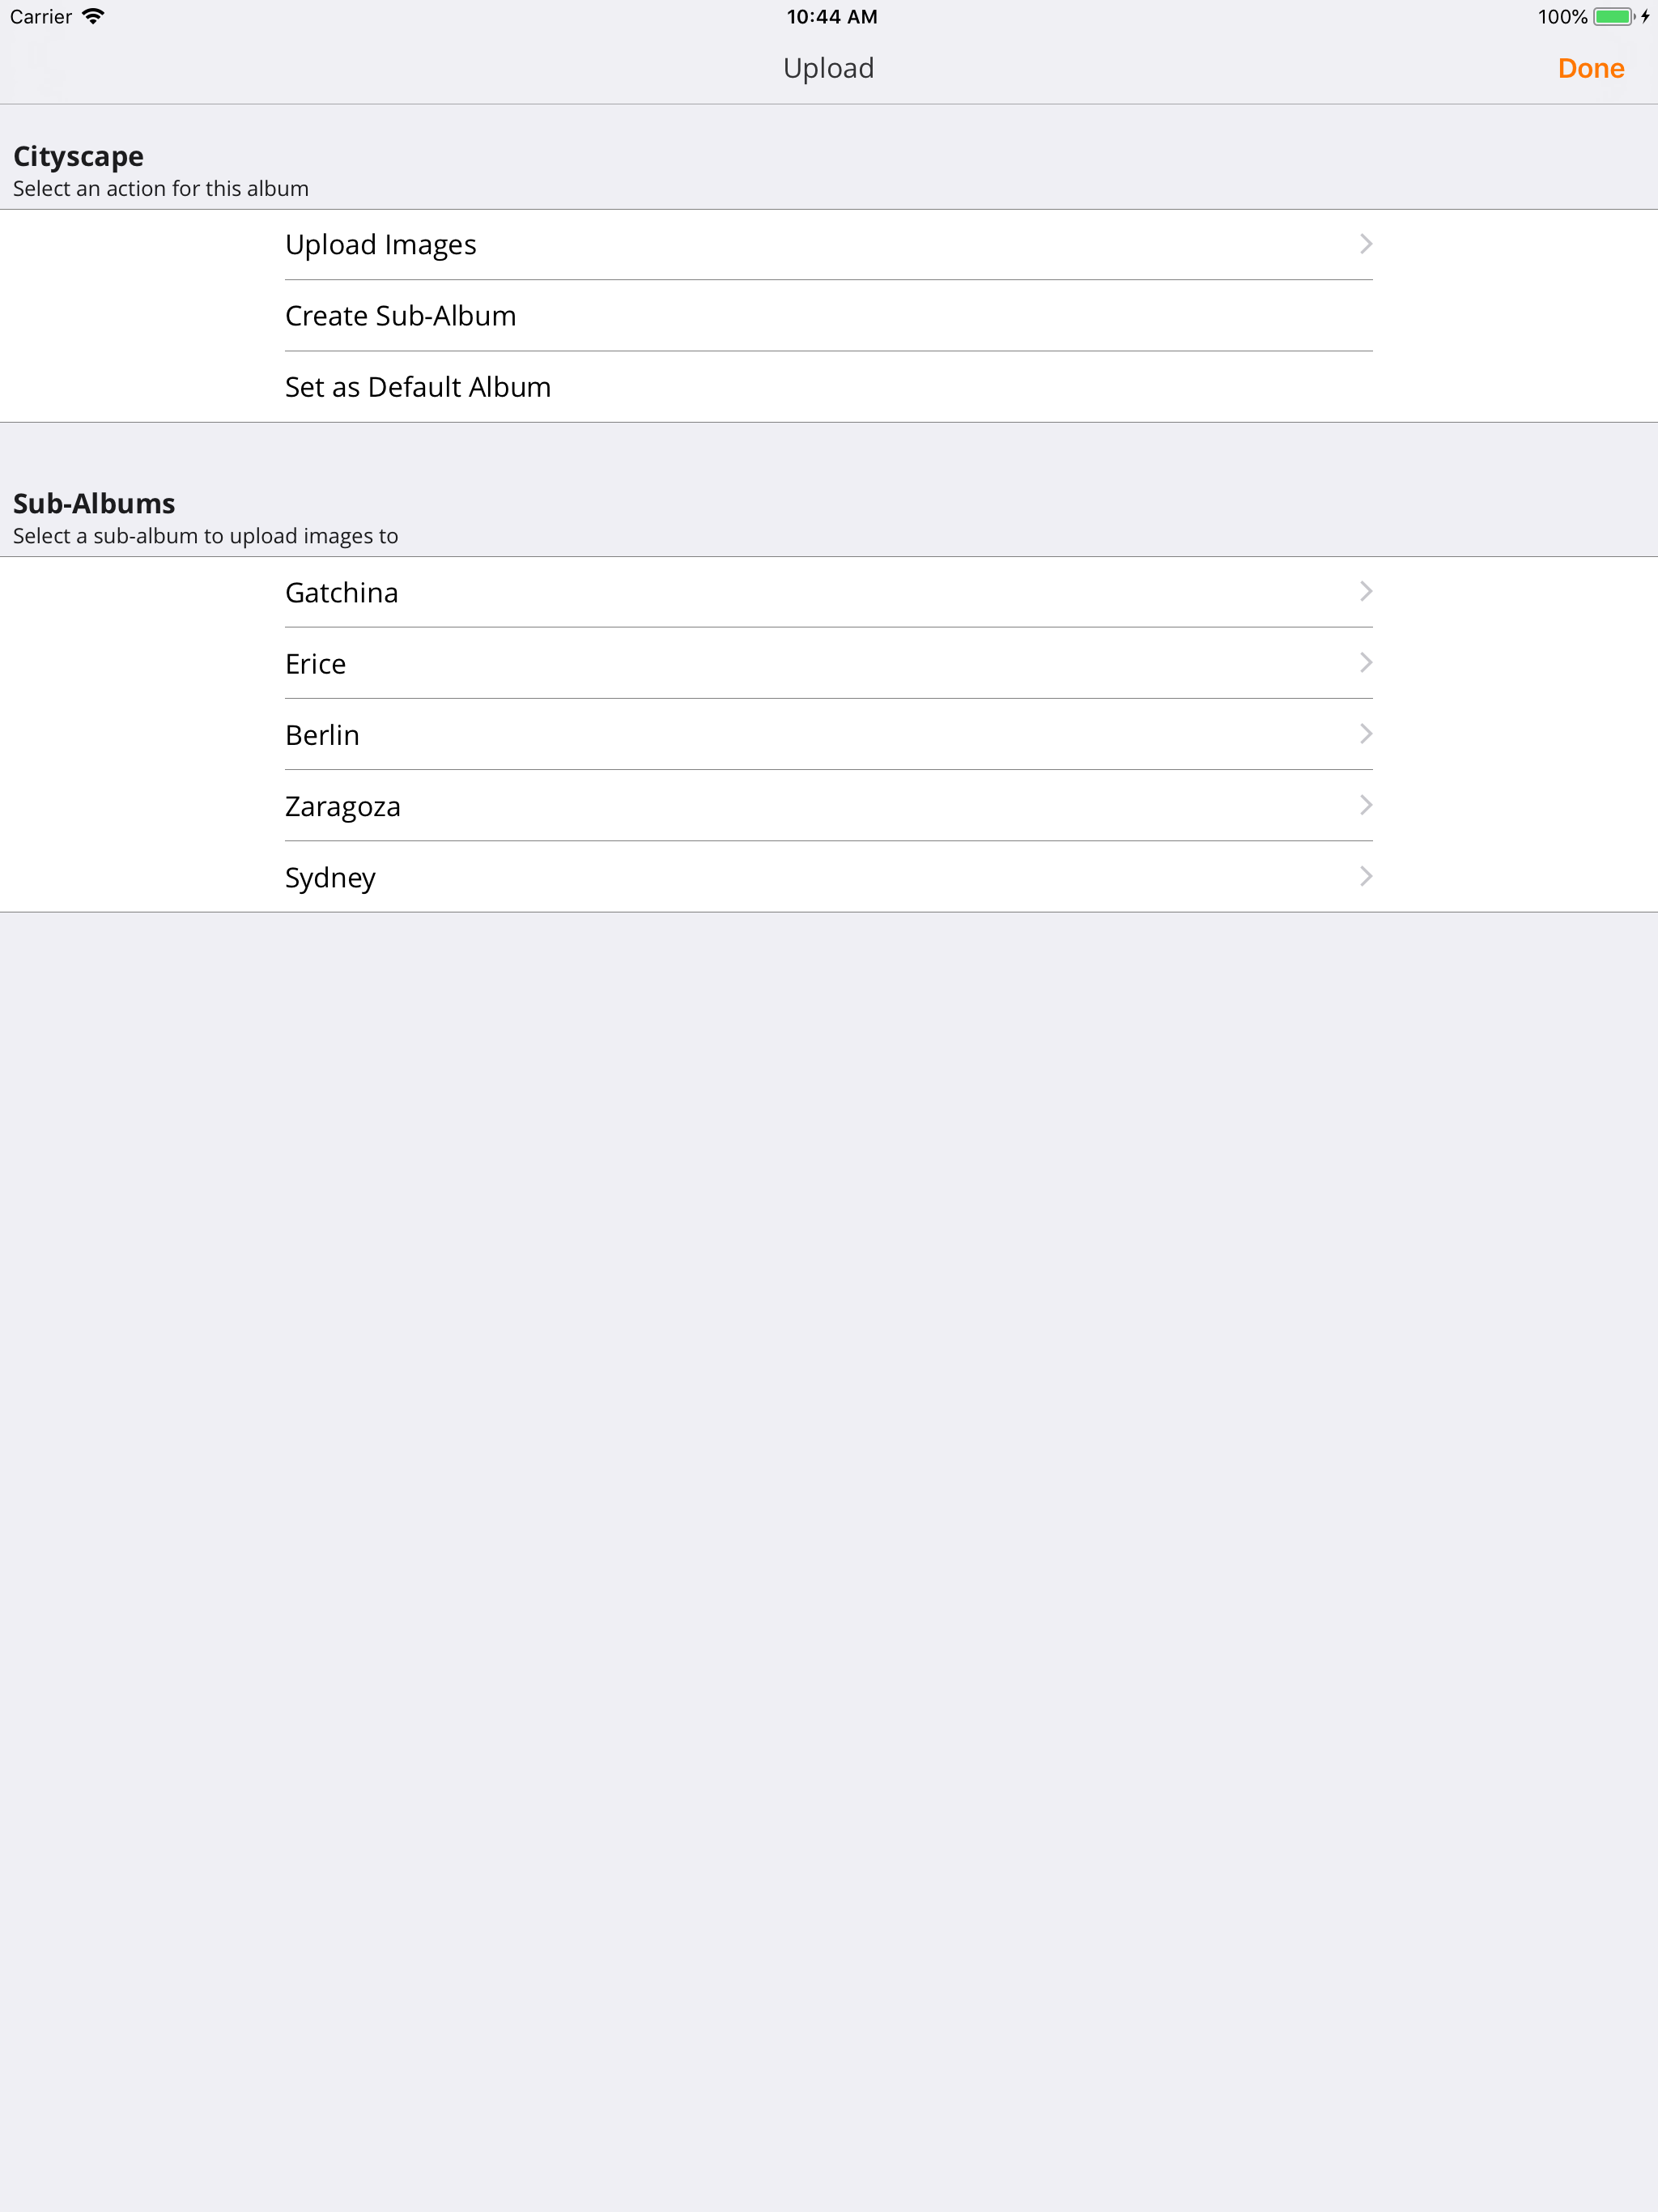 Carrier
10:44 AM
100%
Upload
Done
Cityscape
Select an action for this album
Upload Images
Create Sub-Album
Set as Default Album
Sub-Albums
Select a sub-album to upload images to
Gatchina
Erice
Berlin
Zaragoza
Sydney